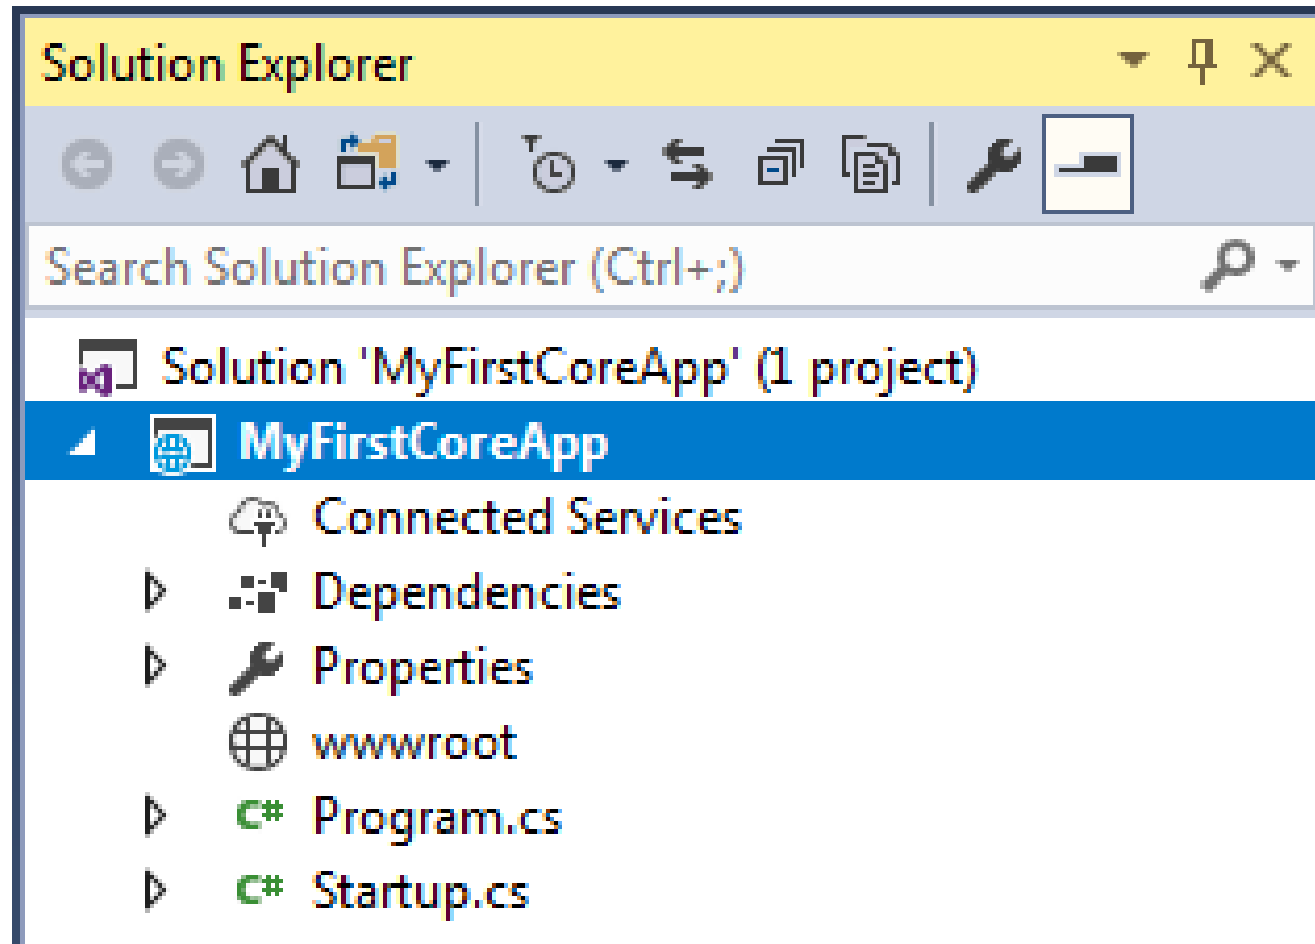 Solution Explorer
Search Solution Explorer (Ctrl+;)
Solution 'MyFirstCoreApp' (1 project)
MyFirstCoreApp
Connected Services
Dependencies
Properties
wwwroot
C# Program.cs
C# Startup.cs